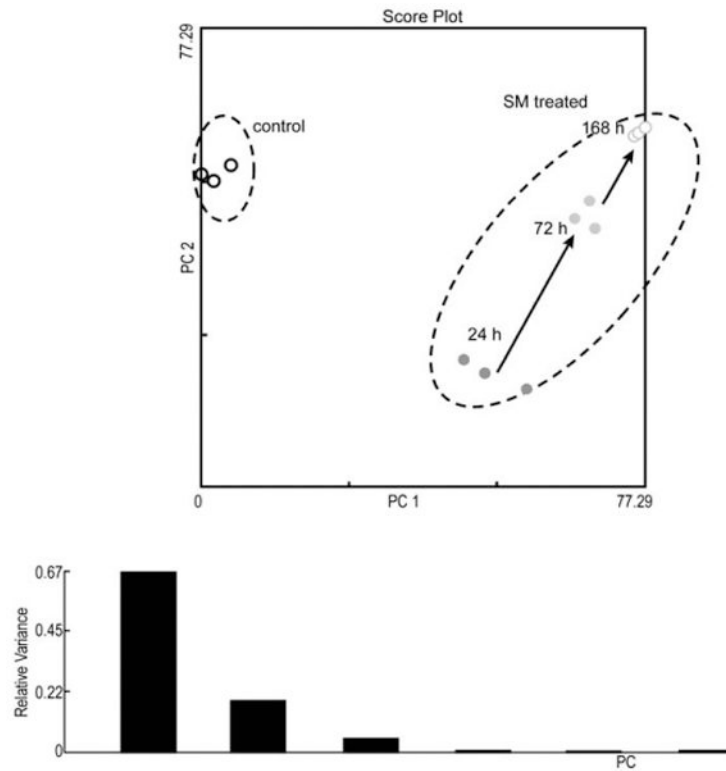 Score Plot
77.29
SM treated
168 h
control
72 h
PC 2
24 h
0
PC 1
77.29
0.67
0.45
Relative Variance
0.22
0
PC